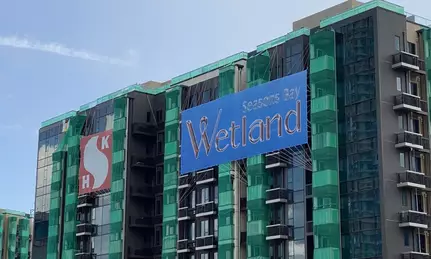 Seasons Bay
Wetland
S
H K